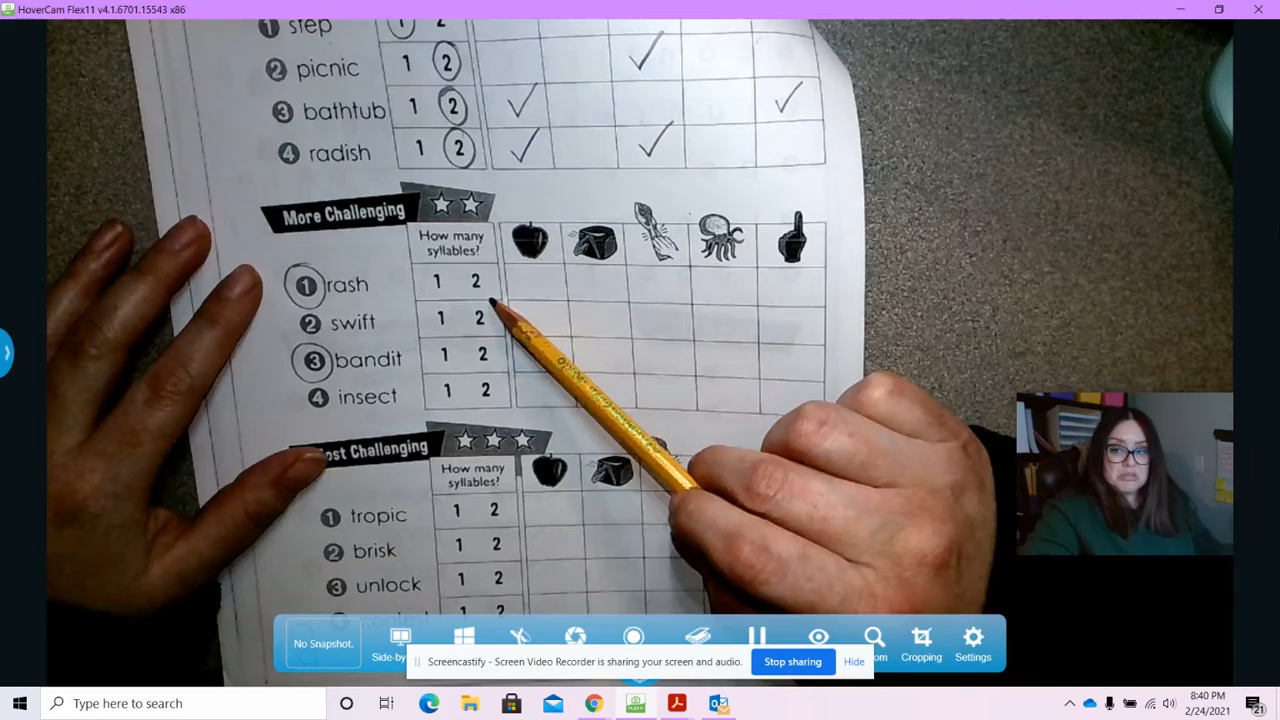 HoverCam Flex11 v4.1.6701.15543 x86
1 step 1 2
2 picnic 1 2
3 bathtub 1 2
4 radish 1 2
More Challenging
How many syllables?
1 rash 1 2
2 swift 1 2
3 bandit 1 2
4 insect 1 2
Most Challenging
How many syllables?
1 tropic 1 2
2 brisk 1 2
3 unlock 1 2
1 2
No Snapshot.
Cropping
Settings
Screencastify - Screen Video Recorder is sharing your screen and audio.
Stop sharing
Hide
Type here to search
8:40 PM
2/24/2021
21